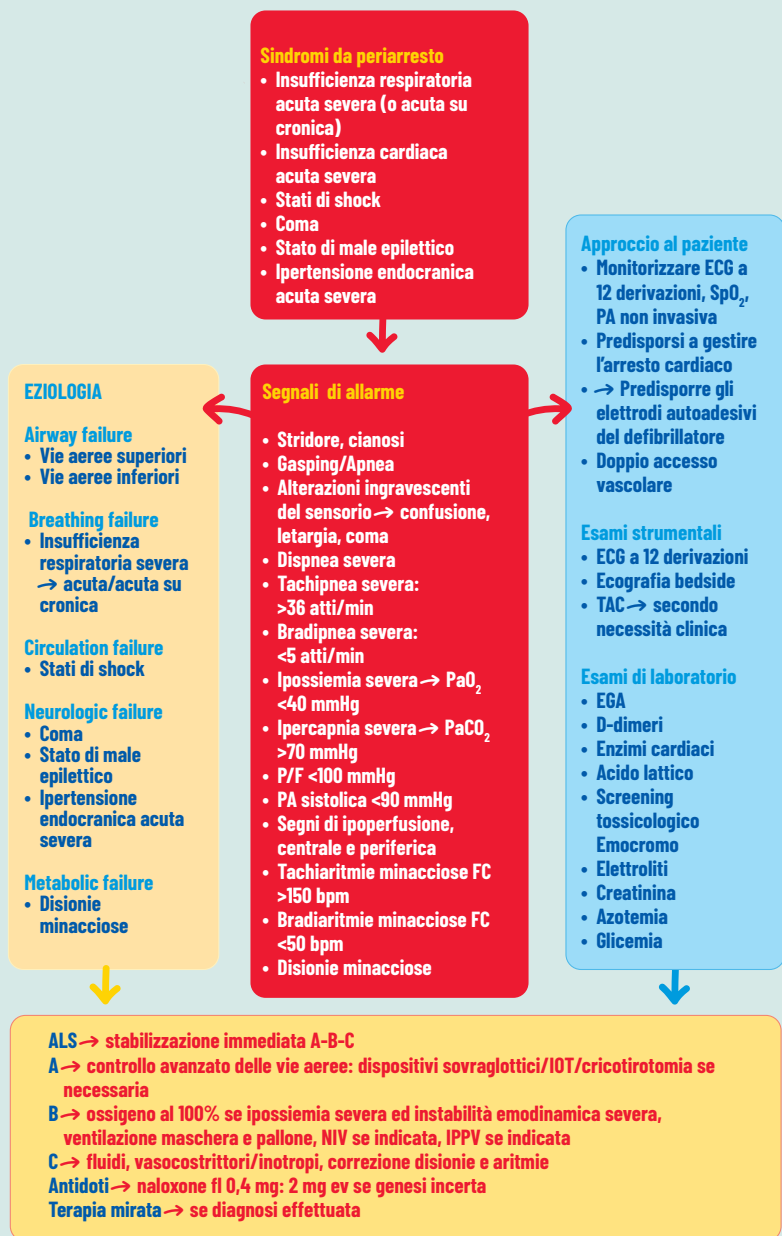 Sindromi da periarresto
• Insufficienza respiratoria
acuta severa (o acuta su
cronica)
• Insufficienza cardiaca
acuta severa
• Stati di shock
• Coma
• Stato di male epilettico
• Ipertensione endocranica
acuta severa
EZIOLOGIA
Airway failure
• Vie aeree superiori
• Vie aeree inferiori
Breathing failure
• Insufficienza
respiratoria severa
→ acuta/acuta su
cronica
Circulation failure
• Stati di shock
Neurologic failure
• Coma
• Stato di male
epilettico
• Ipertensione
endocranica acuta
severa
Metabolic failure
• Disionie
minacciose
Segnali di allarme
• Stridore, cianosi
• Gasping/Apnea
• Alterazioni ingravescenti
del sensorio → confusione,
letargia, coma
• Dispnea severa
• Tachipnea severa:
>36 atti/min
• Bradipnea severa:
<5 atti/min
• Ipossiemia severa → PaO₂
<40 mmHg
• Ipercapnia severa → PaCO₂
>70 mmHg
• P/F <100 mmHg
• PA sistolica <90 mmHg
• Segni di ipoperfusione,
centrale e periferica
• Tachiaritmie minacciose FC
>150 bpm
• Bradiaritmie minacciose FC
<50 bpm
• Disionie minacciose
Approccio al paziente
• Monitorizzare ECG a
12 derivazioni, SpO₂,
PA non invasiva
• Predisporsi a gestire
l’arresto cardiaco
• → Predisporre gli
elettrodi autoadesivi
del defibrillatore
• Doppio accesso
vascolare
Esami strumentali
• ECG a 12 derivazioni
• Ecografia bedside
• TAC → secondo
necessità clinica
Esami di laboratorio
• EGA
• D-dimeri
• Enzimi cardiaci
• Acido lattico
• Screening
tossicologico
Emocromo
• Elettroliti
• Creatinina
• Azotemia
• Glicemia
ALS → stabilizzazione immediata A-B-C
A → controllo avanzato delle vie aeree: dispositivi sovraglottici/IOT/cricotirotomia se
necessaria
B → ossigeno al 100% se ipossiemia severa ed instabilità emodinamica severa,
ventilazione maschera e pallone, NIV se indicata, IPPV se indicata
C → fluidi, vasocostrittori/inotropi, correzione disionie e aritmie
Antidoti → naloxone fl 0,4 mg: 2 mg ev se genesi incerta
Terapia mirata → se diagnosi effettuata